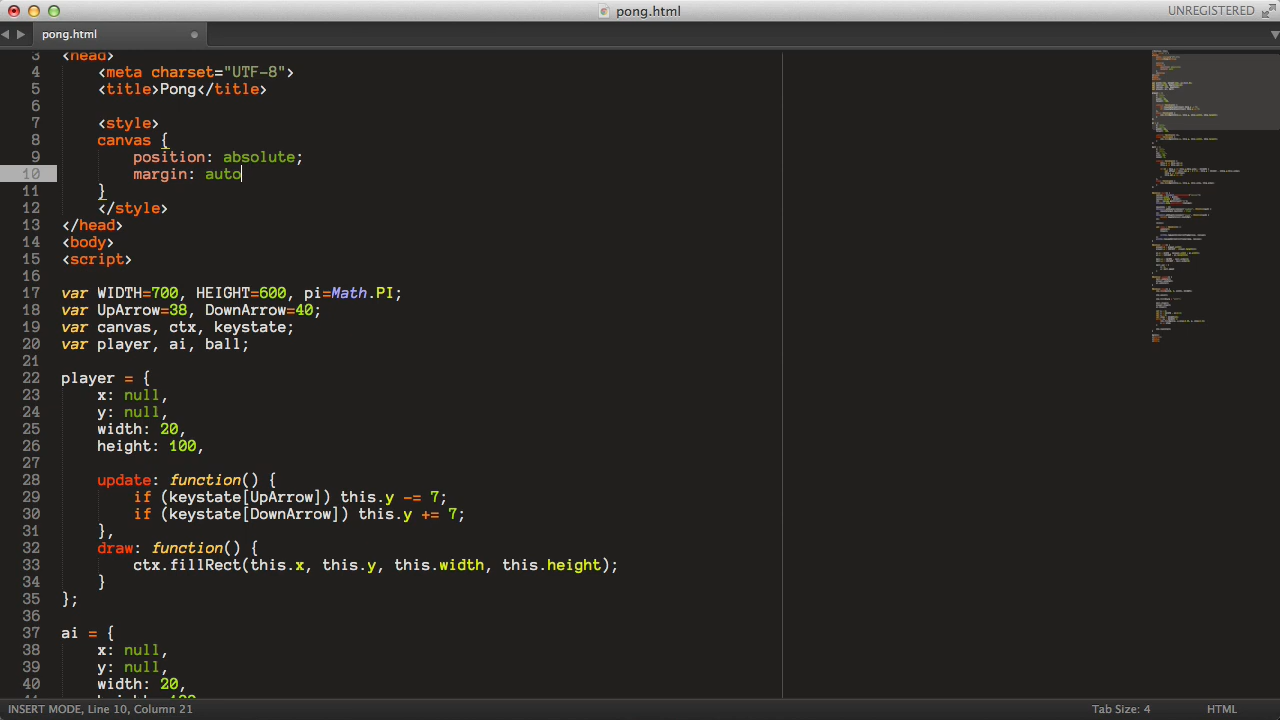 pong.html
UNREGISTERED
pong.html
3 <head>
4 <meta charset="UTF-8">
5 <title>Pong</title>
6
7 <style>
8 canvas {
9 position: absolute;
10 margin: auto
11 }
12 </style>
13 </head>
14 <body>
15 <script>
16
17 var WIDTH=700, HEIGHT=600, pi=Math.PI;
18 var UpArrow=38, DownArrow=40;
19 var canvas, ctx, keystate;
20 var player, ai, ball;
21
22 player = {
23 x: null,
24 y: null,
25 width: 20,
26 height: 100,
27
28 update: function() {
29 if (keystate[UpArrow]) this.y -= 7;
30 if (keystate[DownArrow]) this.y += 7;
31 },
32 draw: function() {
33 ctx.fillRect(this.x, this.y, this.width, this.height);
34 }
35 };
36
37 ai = {
38 x: null,
39 y: null,
40 width: 20,
INSERT MODE, Line 10, Column 21
Tab Size: 4
HTML